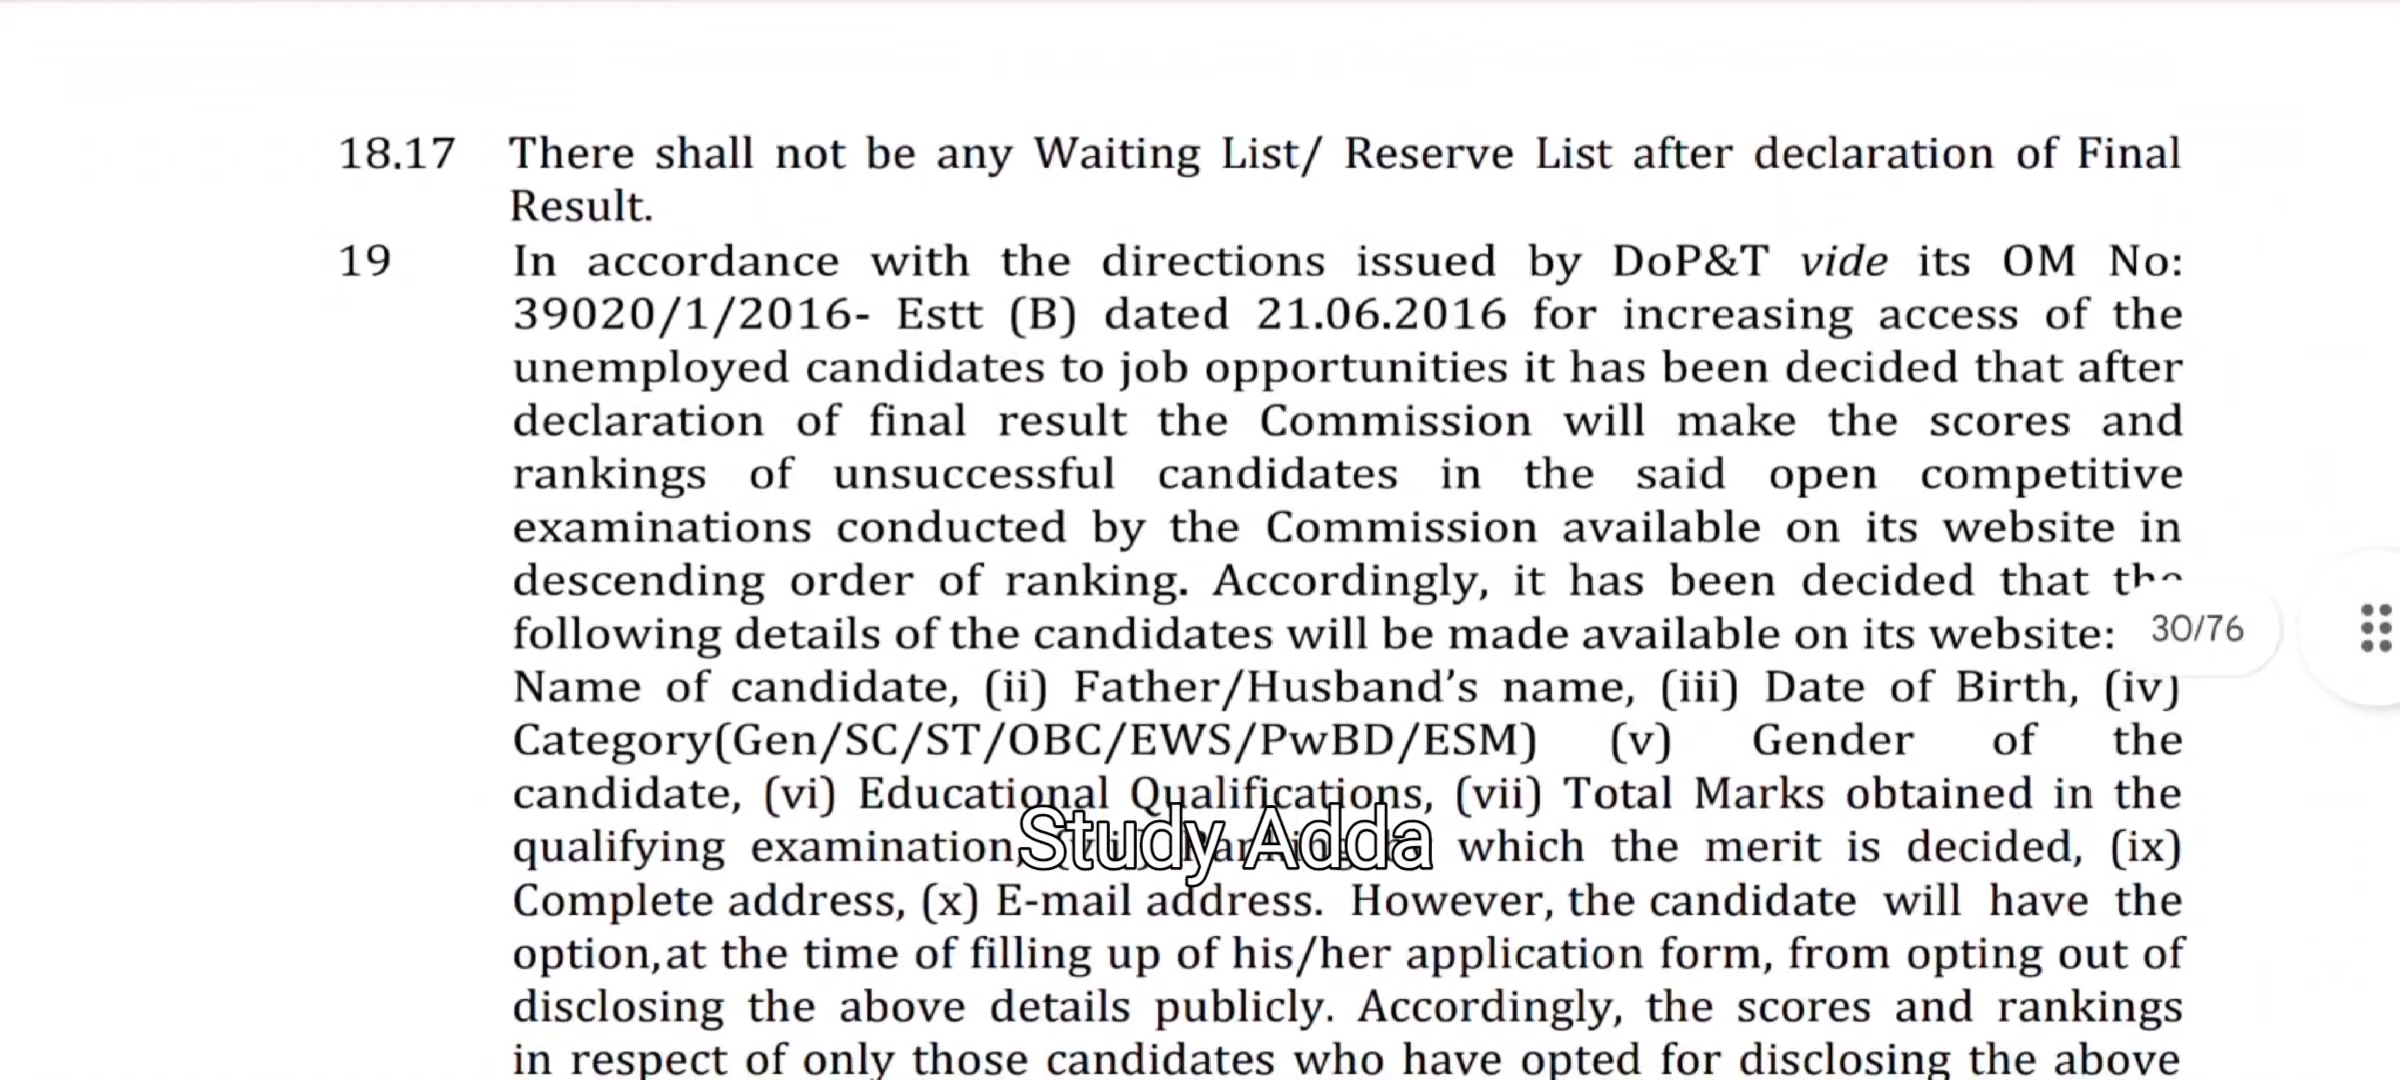 18.17 There shall not be any Waiting List/ Reserve List after declaration of Final
Result.
19 In accordance with the directions issued by DoP&T vide its OM No:
39020/1/2016- Estt (B) dated 21.06.2016 for increasing access of the
unemployed candidates to job opportunities it has been decided that after
declaration of final result the Commission will make the scores and
rankings of unsuccessful candidates in the said open competitive
examinations conducted by the Commission available on its website in
descending order of ranking. Accordingly, it has been decided that the
following details of the candidates will be made available on its website:
30/76
Name of candidate, (ii) Father/Husband's name, (iii) Date of Birth, (iv)
Category(Gen/SC/ST/OBC/EWS/PwBD/ESM) (v) Gender of the
candidate, (vi) Educational Qualifications, (vii) Total Marks obtained in the
qualifying examination, which the merit is decided, (ix)
Study Adda
Complete address, (x) E-mail address. However, the candidate will have the
option,at the time of filling up of his/her application form, from opting out of
disclosing the above details publicly. Accordingly, the scores and rankings
in respect of only those candidates who have opted for disclosing the above